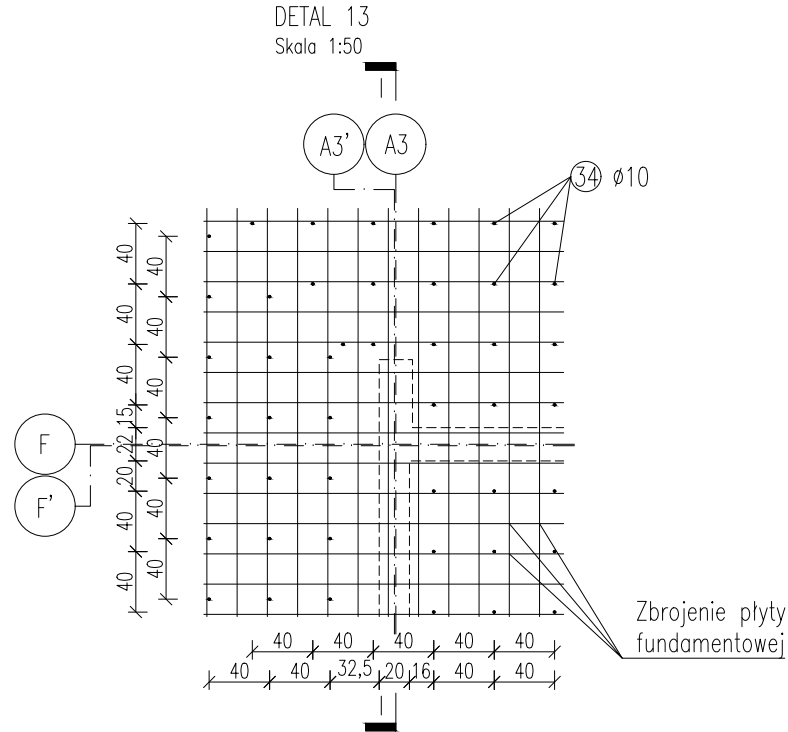 DETAL 13
Skala 1:50
A3' A3
34 ø10
40 40 40 15 22 20 40 40
40 40 40 40 40 40
F
F'
Zbrojenie płyty
fundamentowej
40 40 40 40 40
40 40 32,5 20 16 40 40